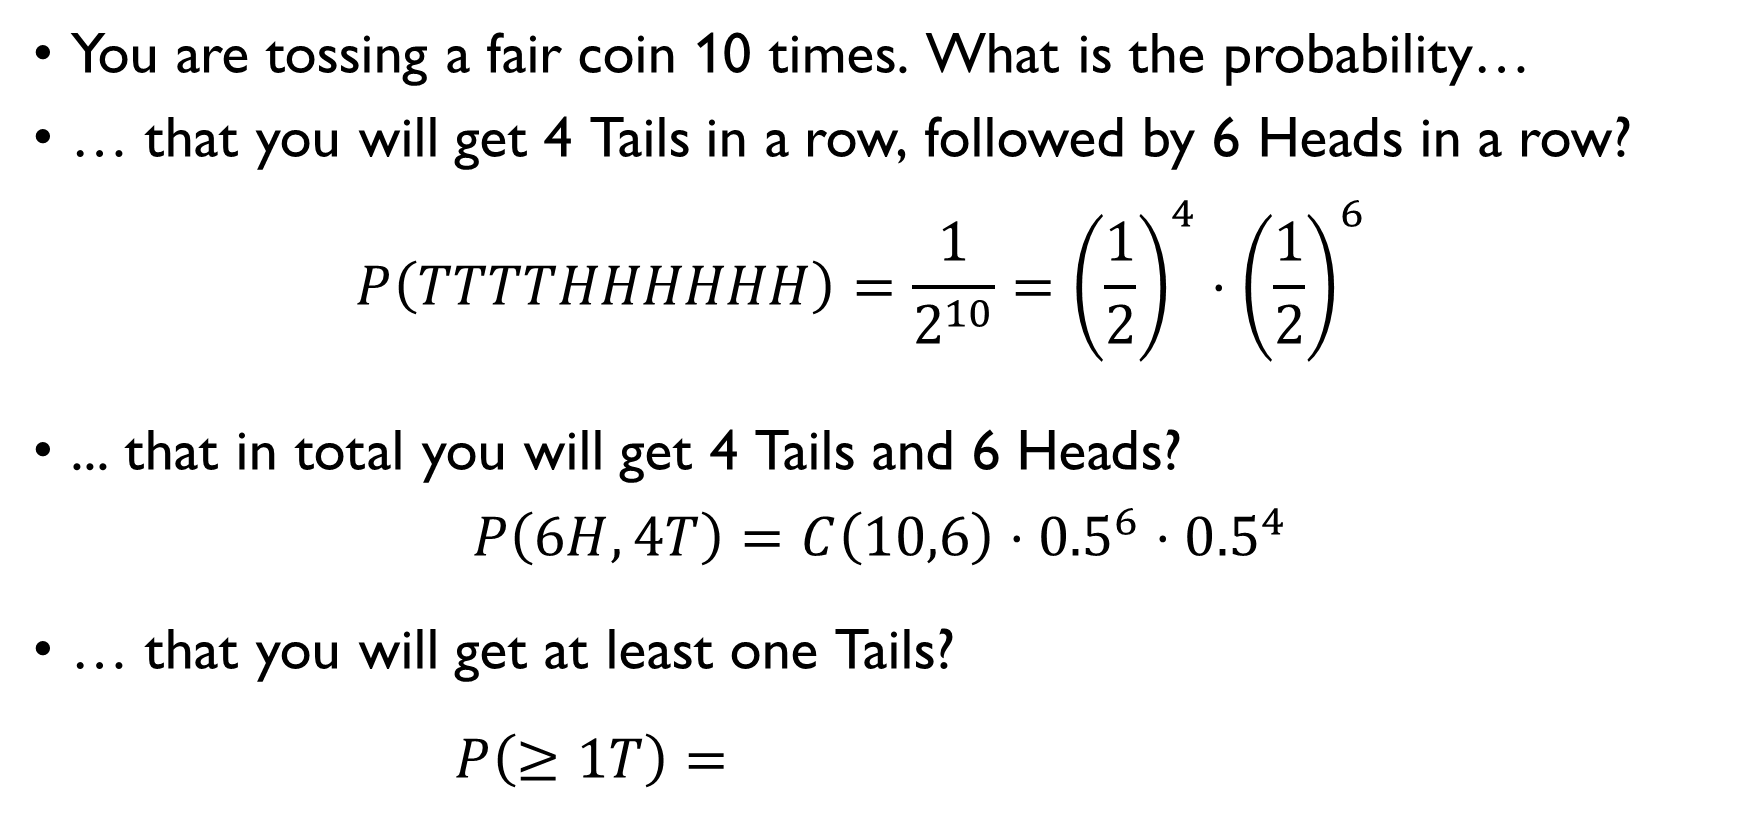 • You are tossing a fair coin 10 times. What is the probability…
• … that you will get 4 Tails in a row, followed by 6 Heads in a row?
P(TTTTHHHHHH) = 1/2^10 = (1/2)^4 · (1/2)^6
• ... that in total you will get 4 Tails and 6 Heads?
P(6H, 4T) = C(10,6) · 0.5^6 · 0.5^4
• … that you will get at least one Tails?
P(≥ 1T) =